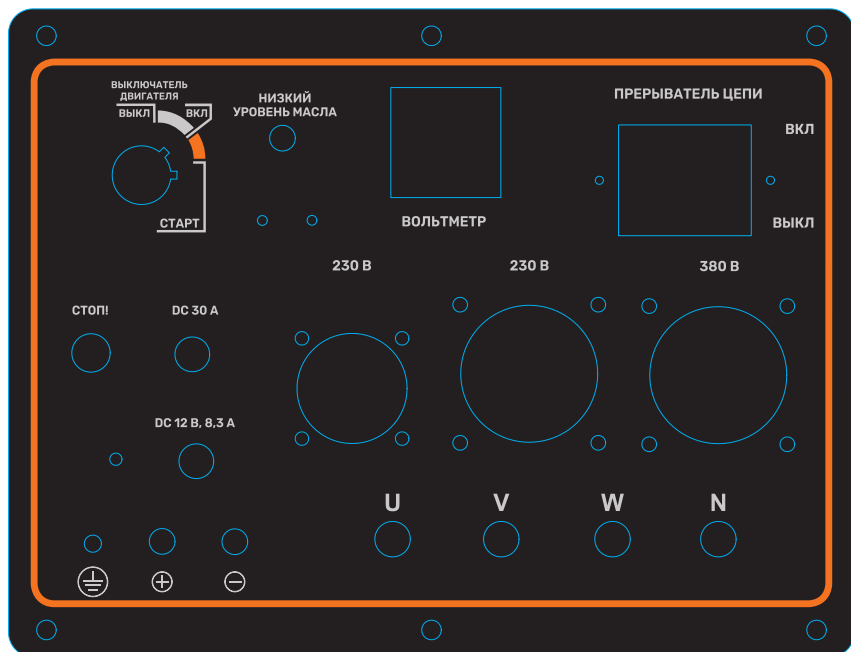 ВЫКЛЮЧАТЕЛЬ
ДВИГАТЕЛЯ
ВЫКЛ ВКЛ
СТАРТ
НИЗКИЙ
УРОВЕНЬ МАСЛА
ВОЛЬТМЕТР
ПРЕРЫВАТЕЛЬ ЦЕПИ
ВКЛ
ВЫКЛ
230 В 230 В 380 В
СТОП! DC 30 А
DC 12 В, 8,3 А
U V W N